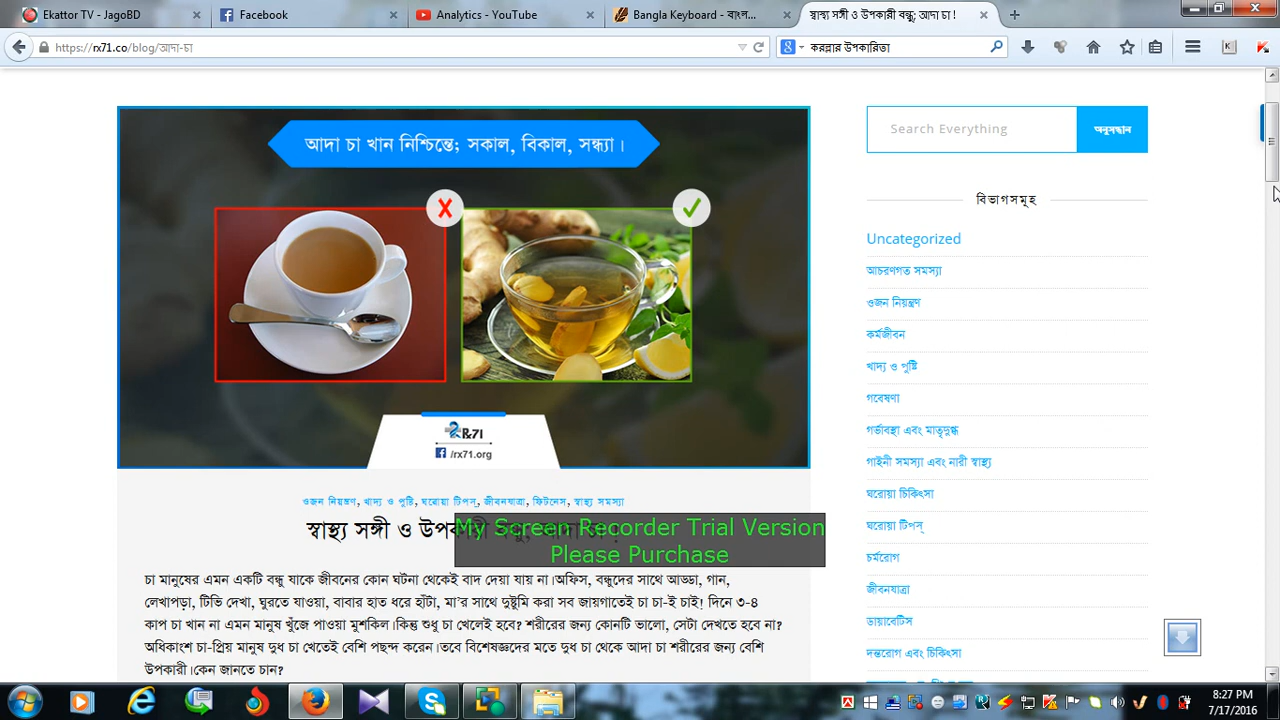 Ekattor TV - JagoBD
Facebook
Analytics - YouTube
Bangla Keyboard - বাংল...
স্বাস্থ্য সঙ্গী ও উপকারী বন্ধু; আদা চা !
https://rx71.co/blog/আদা-চা
করল্লার উপকারিতা
আদা চা খান নিশ্চিন্তে; সকাল, বিকাল, সন্ধ্যা।
Rx71
/rx71.org
Search Everything
অনুসন্ধান
বিভাগসমূহ
Uncategorized
আচরণগত সমস্যা
ওজন নিয়ন্ত্রণ
কর্মজীবন
খাদ্য ও পুষ্টি
গবেষণা
গর্ভাবস্থা এবং মাতৃদুগ্ধ
গাইনী সমস্যা এবং নারী স্বাস্থ্য
ঘরোয়া চিকিৎসা
ঘরোয়া টিপস্
চর্মরোগ
জীবনযাত্রা
ডায়াবেটিস
দন্তরোগ এবং চিকিৎসা
ওজন নিয়ন্ত্রণ, খাদ্য ও পুষ্টি, ঘরোয়া টিপস্, জীবনযাত্রা, ফিটনেস, স্বাস্থ্য সমস্যা
স্বাস্থ্য সঙ্গী ও উপকারী বন্ধু; আদা চা !
My Screen Recorder Trial Version
Please Purchase
চা মানুষের এমন একটি বন্ধু যাকে জীবনের কোন ঘটনা থেকেই বাদ দেয়া যায় না।অফিস, বন্ধুদের সাথে আড্ডা, গান,
লেখাপড়া, টিভি দেখা, ঘুরতে যাওয়া, বাবার হাত ধরে হাঁটা, মা'র সাথে দুষ্টুমি করা সব জায়গাতেই চা চা-ই চাই! দিনে ৩-৪
কাপ চা খান না এমন মানুষ খুঁজে পাওয়া মুশকিল।কিন্তু শুধু চা খেলেই হবে? শরীরের জন্য কোনটি ভালো, সেটা দেখতে হবে না?
অধিকাংশ চা-প্রিয় মানুষ দুধ চা খেতেই বেশি পছন্দ করেন।তবে বিশেষজ্ঞদের মতে দুধ চা থেকে আদা চা শরীরের জন্য বেশি
উপকারী।কেন জানতে চান?
8:27 PM
7/17/2016